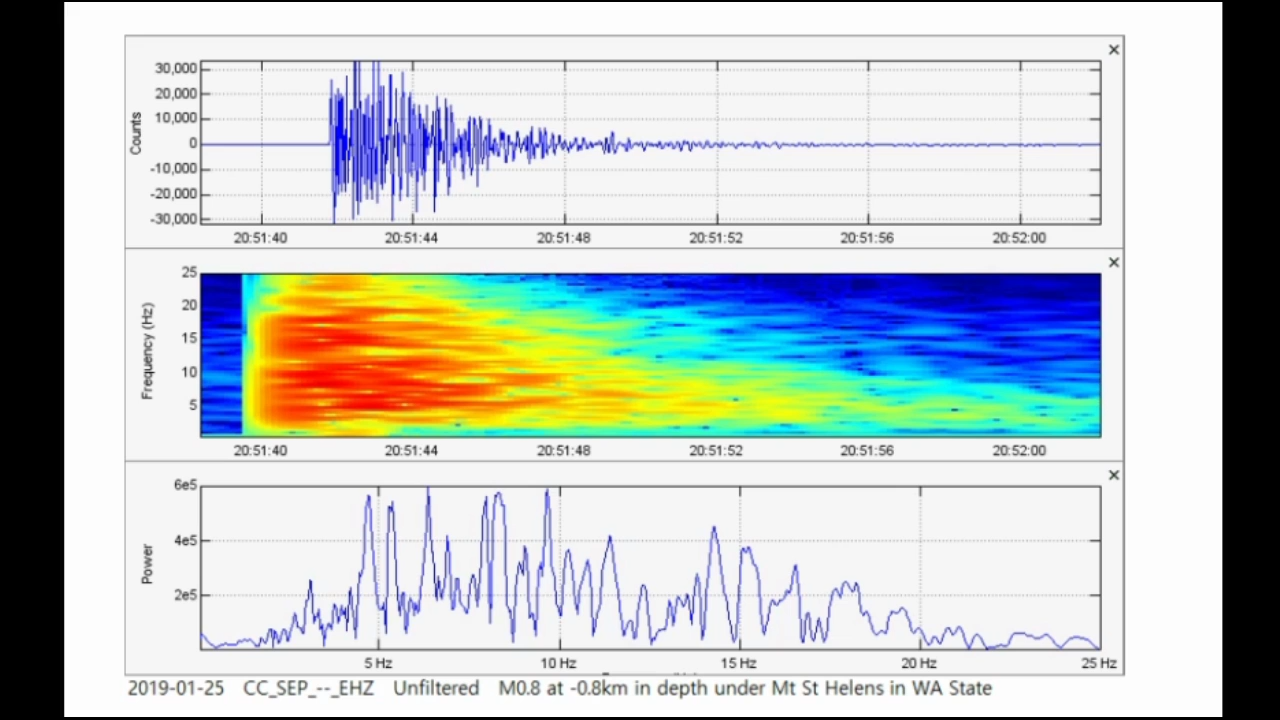 ×
30,000
20,000
10,000
0
-10,000
-20,000
-30,000
Counts
20:51:40 20:51:44 20:51:48 20:51:52 20:51:56 20:52:00
×
25
20
15
10
5
Frequency (Hz)
20:51:40 20:51:44 20:51:48 20:51:52 20:51:56 20:52:00
×
6e5
4e5
2e5
Power
5 Hz 10 Hz 15 Hz 20 Hz 25 Hz
2019-01-25 CC_SEP_--_EHZ Unfiltered M0.8 at -0.8km in depth under Mt St Helens in WA State